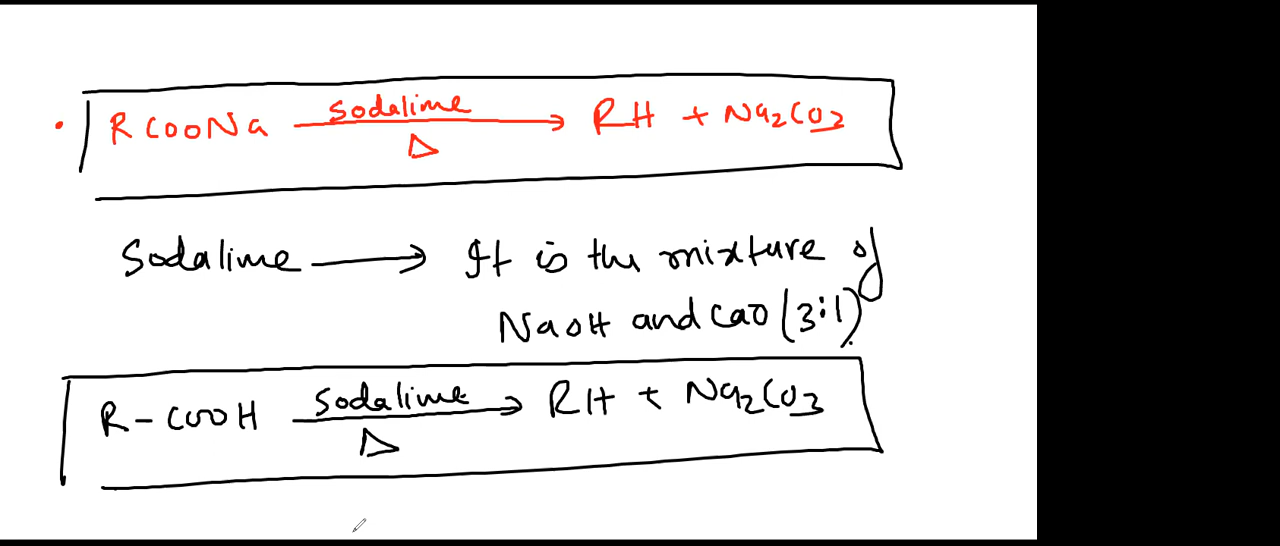 • RCOONa sodalime → Δ RH + Na₂CO₃
Sodalime → It is the mixture of
NaOH and CaO (3:1).
R-COOH sodalime → Δ RH + Na₂CO₃